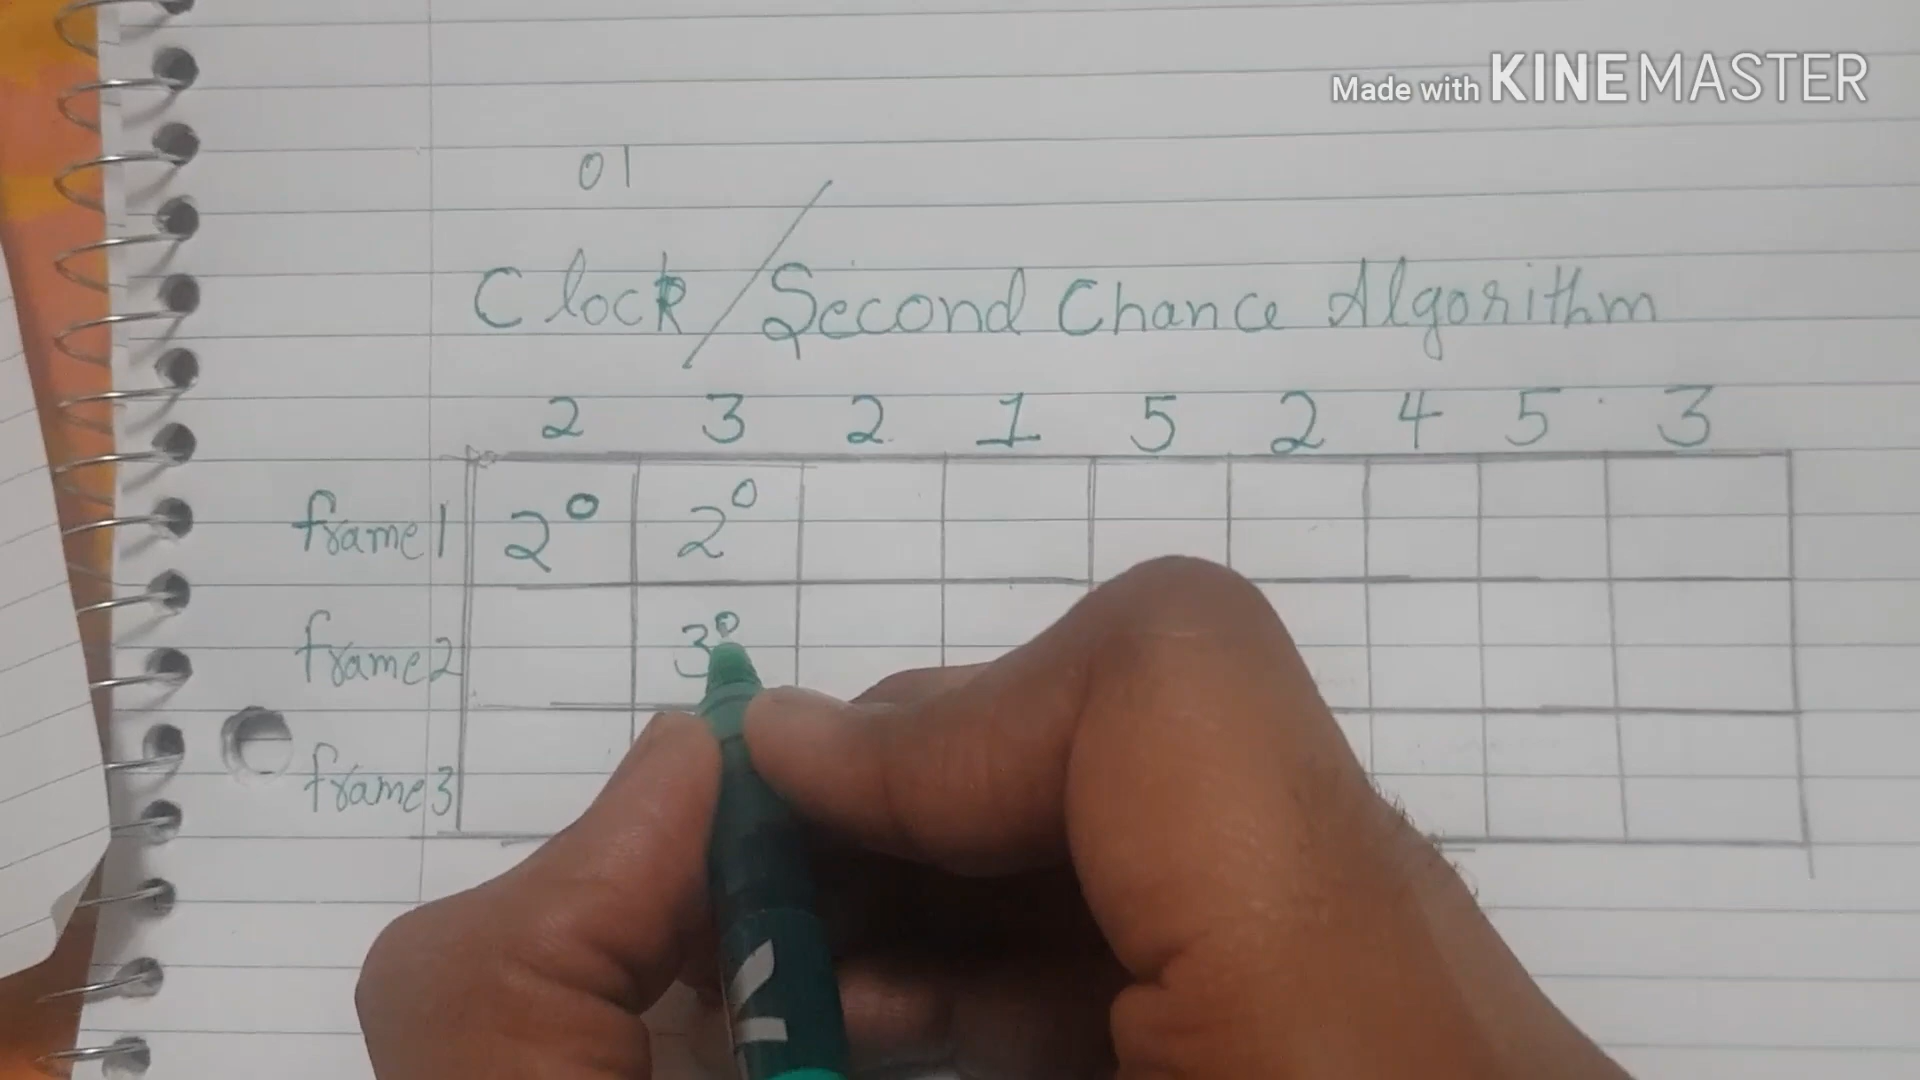 Made with KINEMASTER
01
Clock/Second Chance Algorithm
2 3 2 1 5 2 4 5 3
frame1 2⁰ 2⁰
frame2 3⁰
frame3